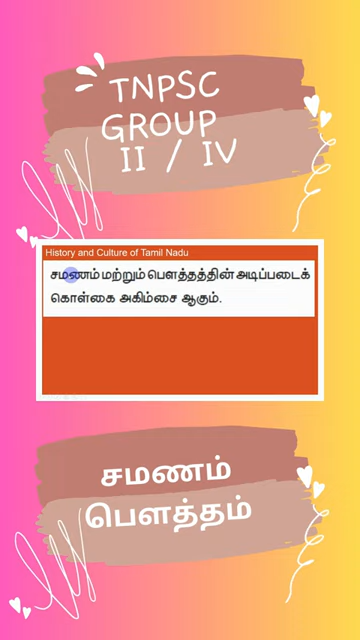 TNPSC
GROUP
II / IV
History and Culture of Tamil Nadu
சமணம் மற்றும் பௌத்தத்தின் அடிப்படைக்
கொள்கை அகிம்சை ஆகும்.
சமணம்
பௌத்தம்